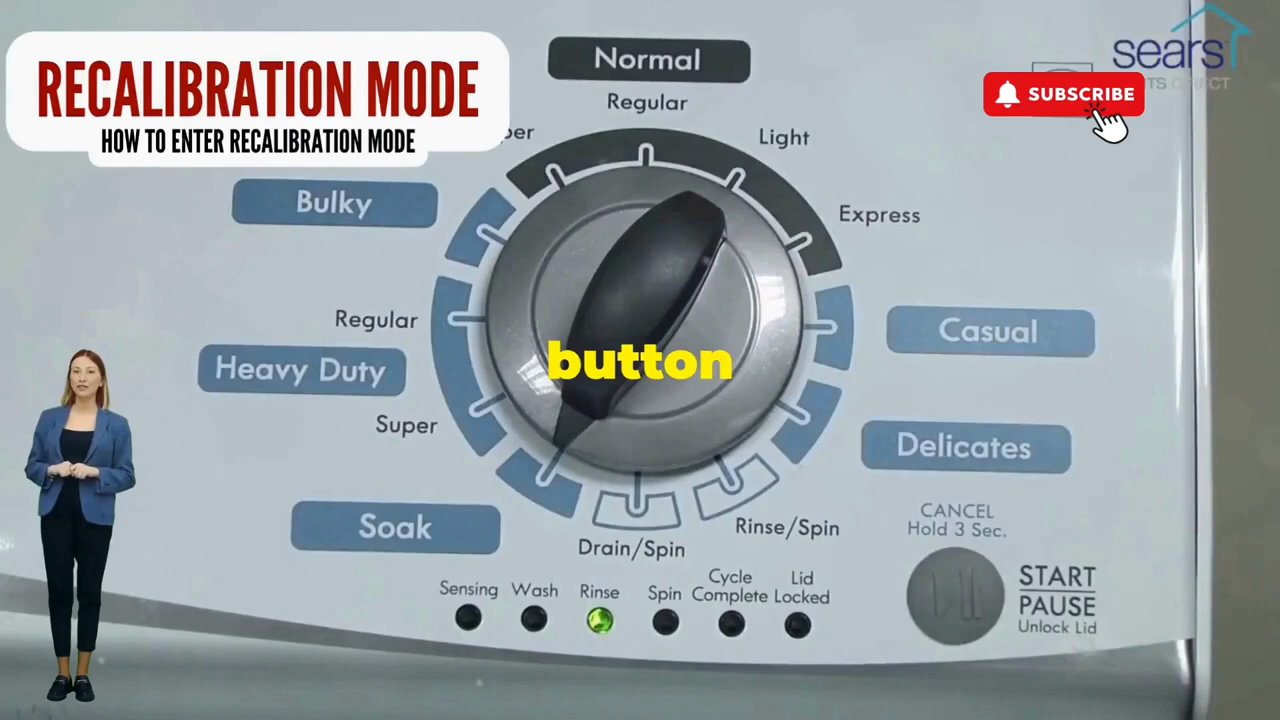 RECALIBRATION MODE
HOW TO ENTER RECALIBRATION MODE
sears
DIRECT
SUBSCRIBE
Normal
Regular
Light
Express
Bulky
Regular
Heavy Duty
Super
button
Casual
Delicates
Soak
Drain/Spin
Rinse/Spin
CANCEL
Hold 3 Sec.
Sensing
Wash
Rinse
Spin
Cycle
Complete
Lid
Locked
START
PAUSE
Unlock Lid